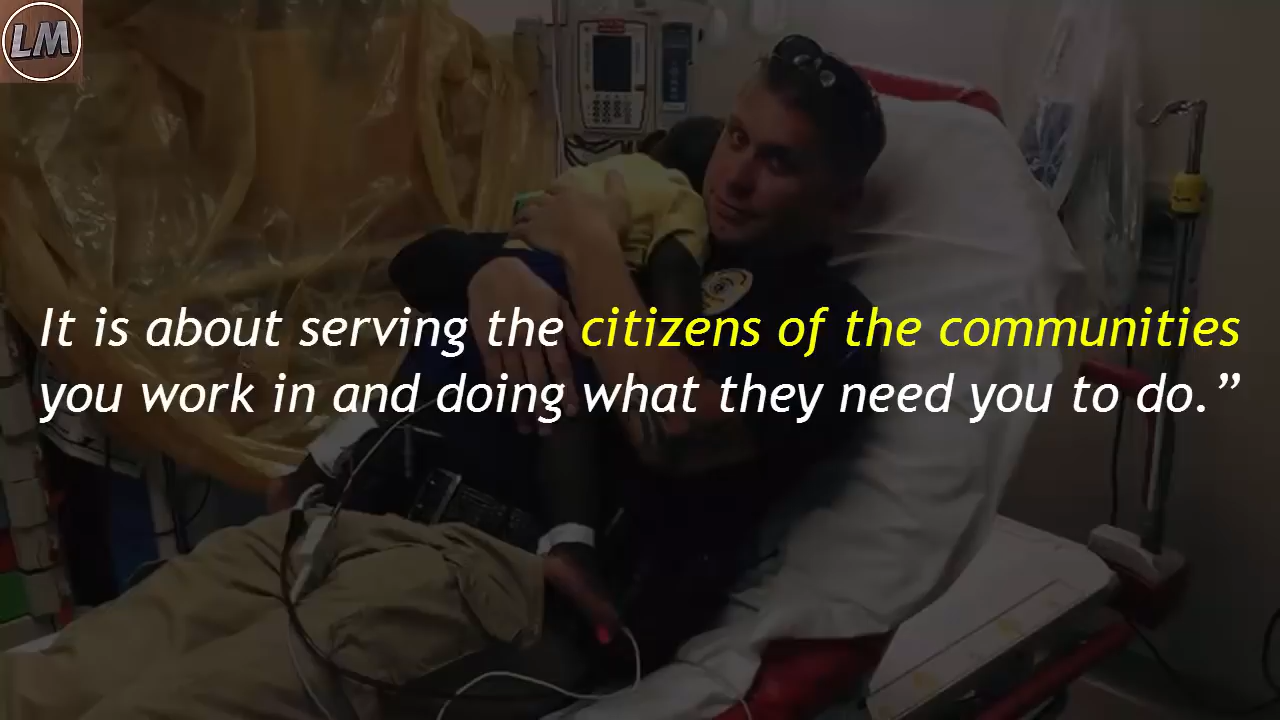 LM
It is about serving the citizens of the communities
you work in and doing what they need you to do.”